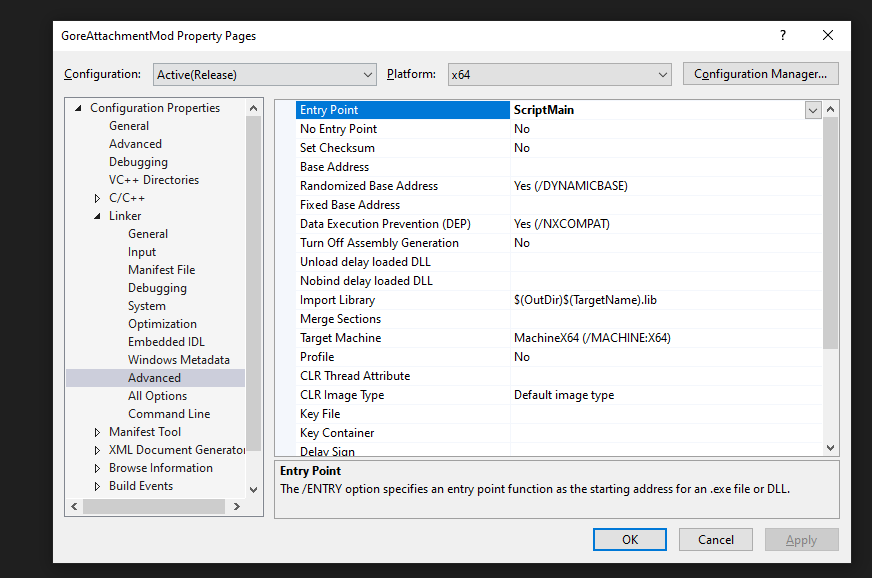 GoreAttachmentMod Property Pages
Configuration: Active(Release) Platform: x64 Configuration Manager...
Configuration Properties
General
Advanced
Debugging
VC++ Directories
C/C++
Linker
General
Input
Manifest File
Debugging
System
Optimization
Embedded IDL
Windows Metadata
Advanced
All Options
Command Line
Manifest Tool
XML Document Generator
Browse Information
Build Events
Entry Point ScriptMain
No Entry Point No
Set Checksum No
Base Address
Randomized Base Address Yes (/DYNAMICBASE)
Fixed Base Address
Data Execution Prevention (DEP) Yes (/NXCOMPAT)
Turn Off Assembly Generation No
Unload delay loaded DLL
Nobind delay loaded DLL
Import Library $(OutDir)$(TargetName).lib
Merge Sections
Target Machine MachineX64 (/MACHINE:X64)
Profile No
CLR Thread Attribute
CLR Image Type Default image type
Key File
Key Container
Delay Sign
Entry Point
The /ENTRY option specifies an entry point function as the starting address for an .exe file or DLL.
OK Cancel Apply